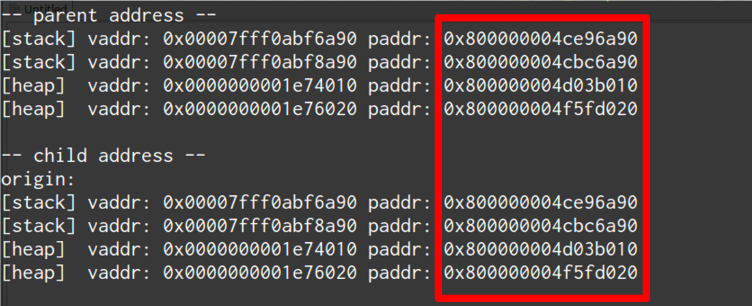 Untitled
-- parent address --
[stack] vaddr: 0x00007fff0abf6a90 paddr: 0x800000004ce96a90
[stack] vaddr: 0x00007fff0abf8a90 paddr: 0x800000004cbc6a90
[heap]  vaddr: 0x0000000001e74010 paddr: 0x800000004d03b010
[heap]  vaddr: 0x0000000001e76020 paddr: 0x800000004f5fd020
-- child address --
origin:
[stack] vaddr: 0x00007fff0abf6a90 paddr: 0x800000004ce96a90
[stack] vaddr: 0x00007fff0abf8a90 paddr: 0x800000004cbc6a90
[heap]  vaddr: 0x0000000001e74010 paddr: 0x800000004d03b010
[heap]  vaddr: 0x0000000001e76020 paddr: 0x800000004f5fd020